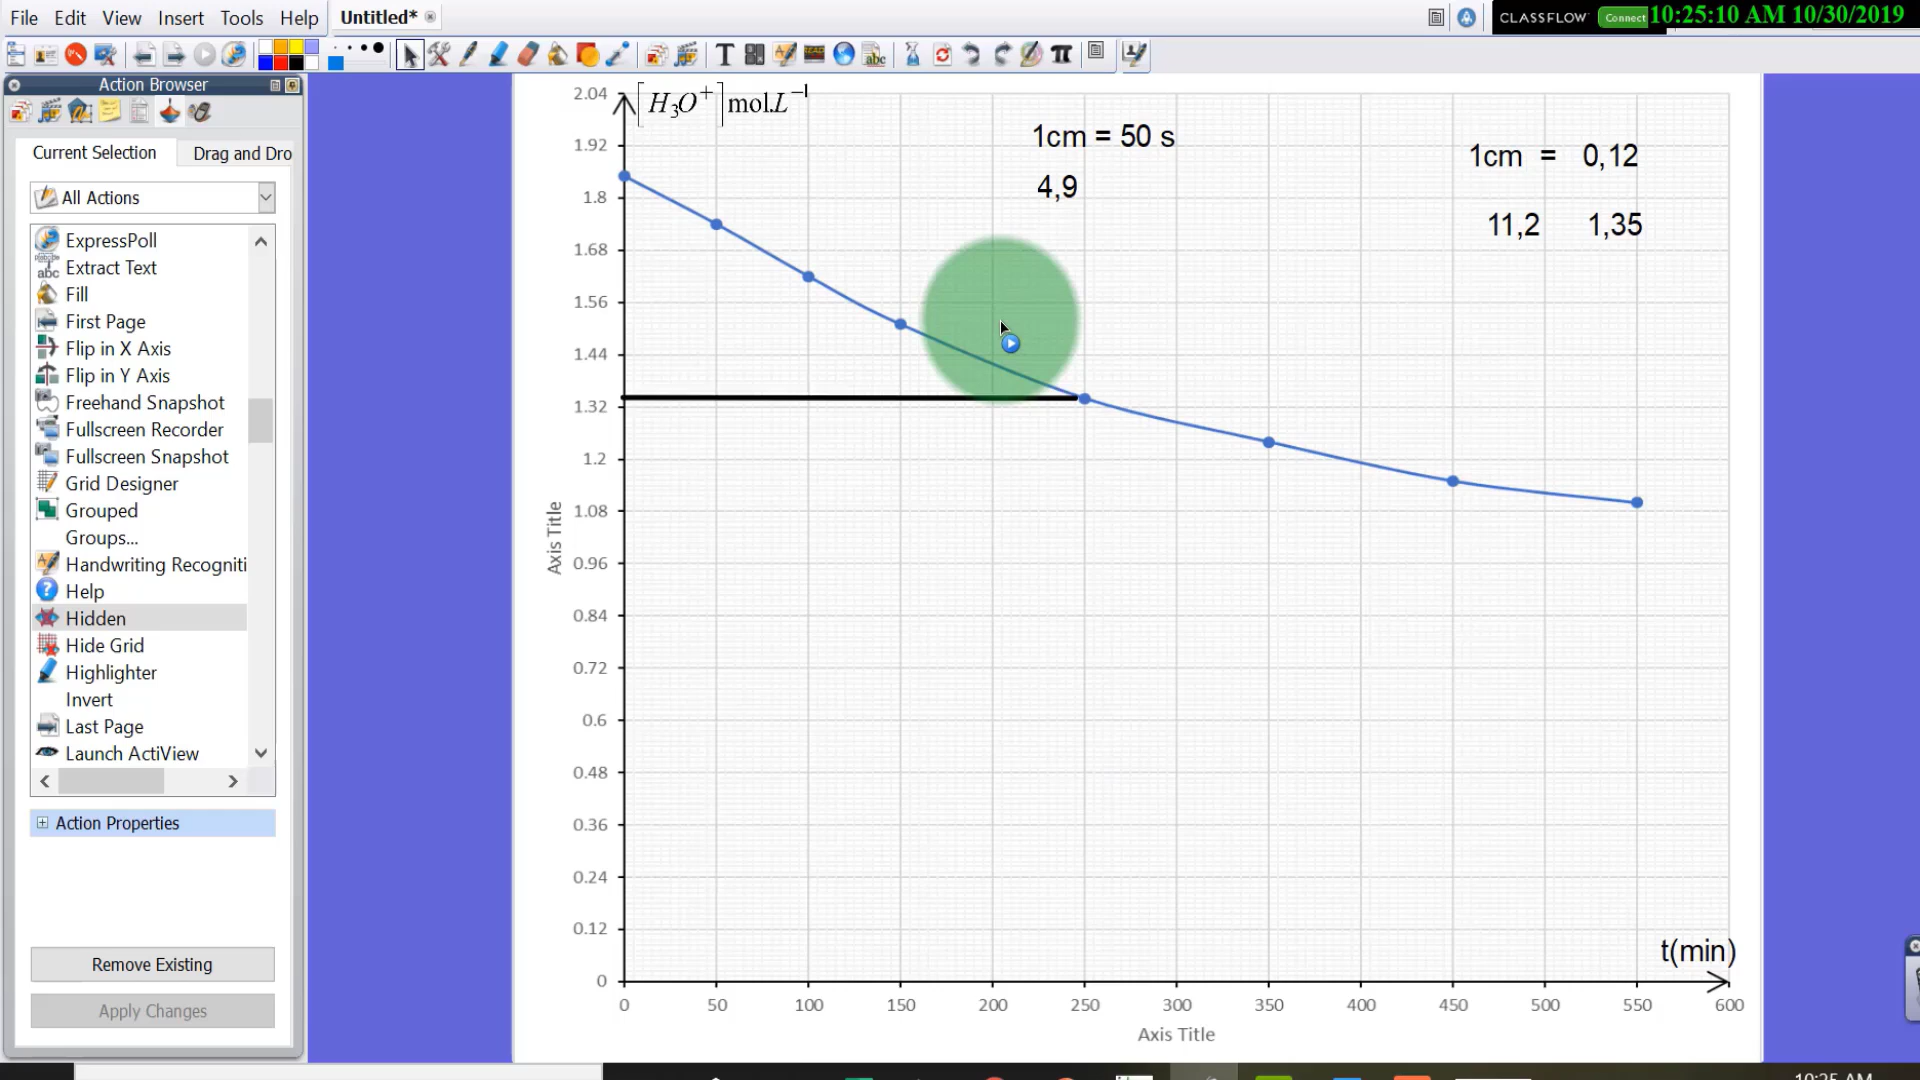 File Edit View Insert Tools Help Untitled*
CLASSFLOW Connect 10:25:10 AM 10/30/2019
Action Browser
Current Selection Drag and Dro
All Actions
ExpressPoll
Extract Text
Fill
First Page
Flip in X Axis
Flip in Y Axis
Freehand Snapshot
Fullscreen Recorder
Fullscreen Snapshot
Grid Designer
Grouped
Groups...
Handwriting Recogniti
Help
Hidden
Hide Grid
Highlighter
Invert
Last Page
Launch ActiView
Action Properties
Remove Existing
Apply Changes
[H₃O⁺] mol.L⁻¹
1cm = 50 s
4,9
1cm = 0,12
11,2 1,35
2.04
1.92
1.8
1.68
1.56
1.44
1.32
1.2
1.08
0.96
0.84
0.72
0.6
0.48
0.36
0.24
0.12
0
Axis Title
t(min)
0 50 100 150 200 250 300 350 400 450 500 550 600
Axis Title